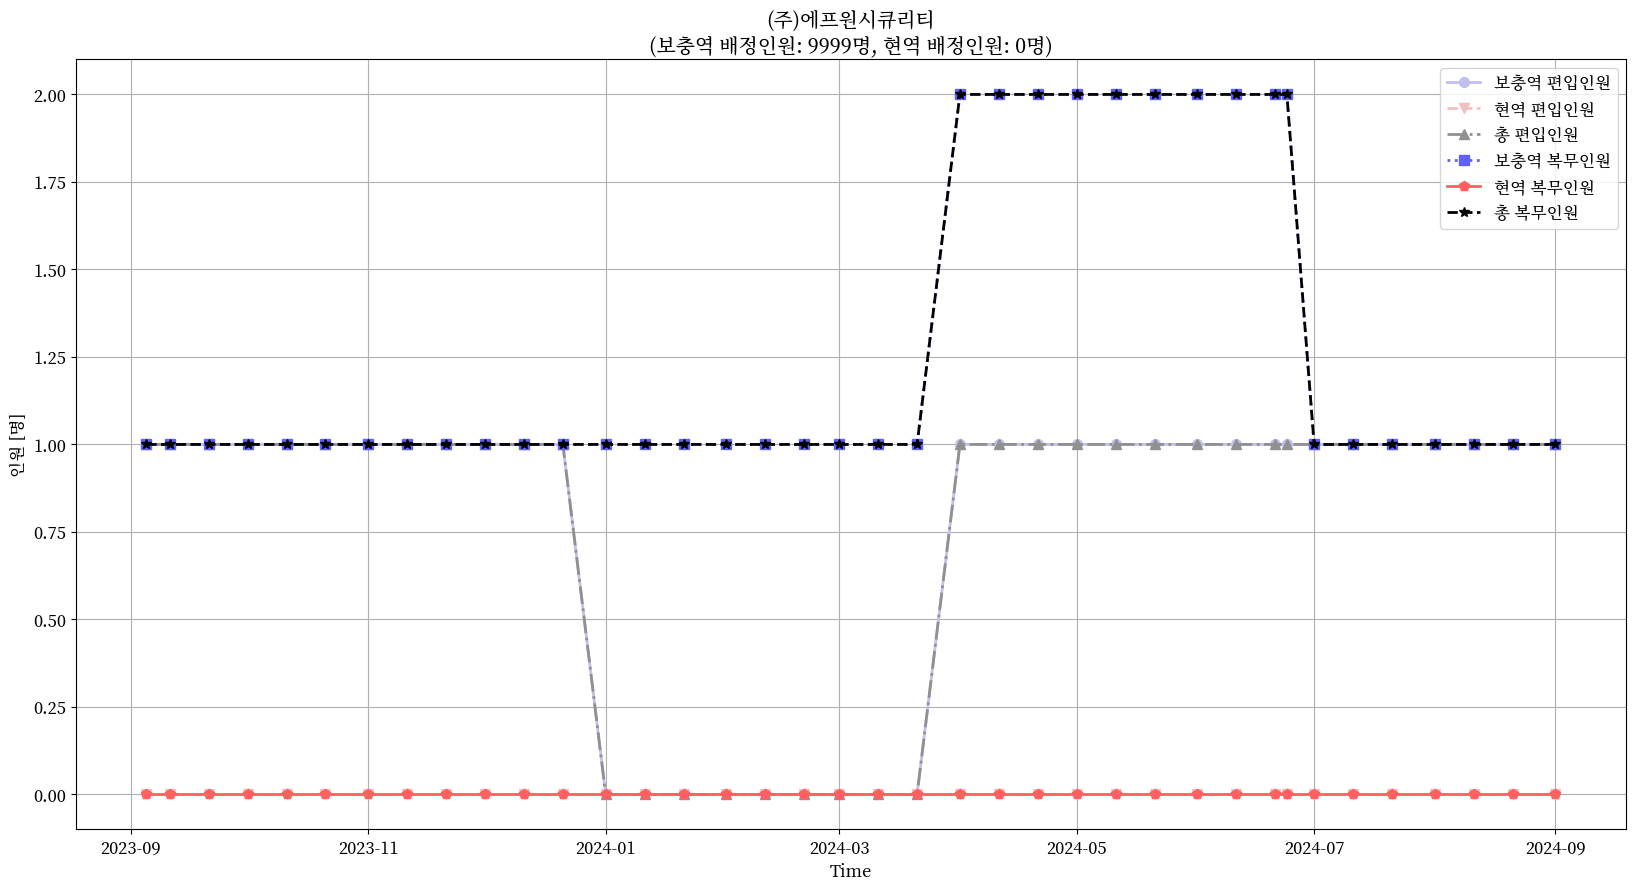 (주)에프원시큐리티
(보충역 배정인원: 9999명, 현역 배정인원: 0명)
2.00
1.75
1.50
1.25
1.00
0.75
0.50
0.25
0.00
인원 [명]
보충역 편입인원
현역 편입인원
총 편입인원
보충역 복무인원
현역 복무인원
총 복무인원
2023-09
2023-11
2024-01
2024-03
2024-05
2024-07
2024-09
Time